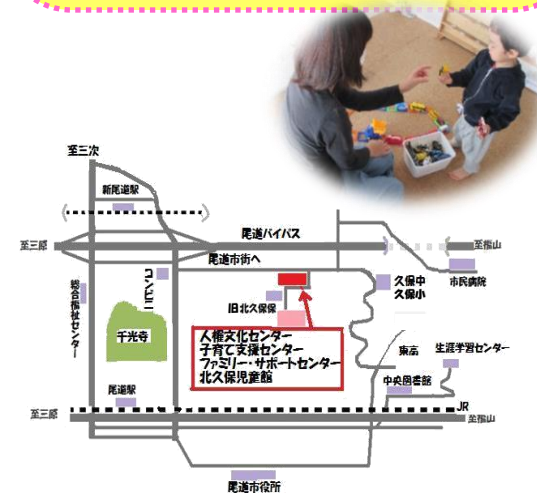 至三次
新尾道駅
尾道バイパス
至三原
至福山
尾道市街へ
総合福祉センター
久保中
久保小
市民病院
旧北久保保
千光寺
人権文化センター
子育て支援センター
ファミリー・サポートセンター
北久保児童館
東高
生涯学習センター
中央図書館
尾道駅
JR
至三原
至福山
尾道市役所